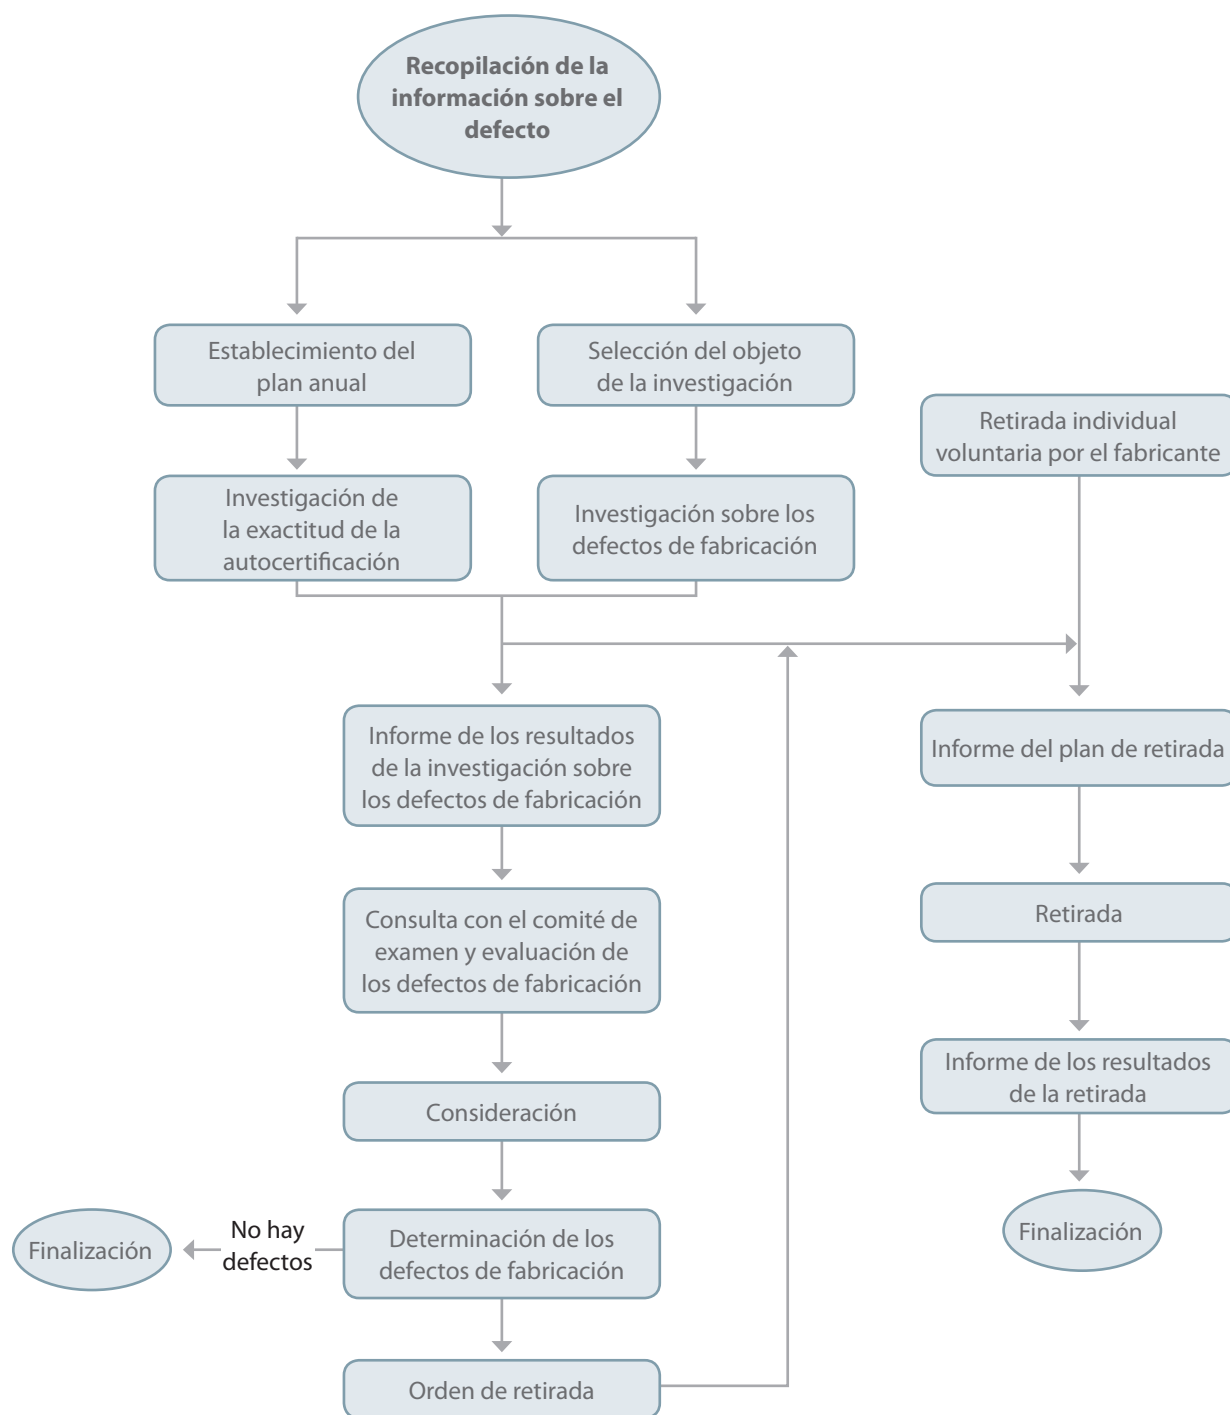 Recopilación de la
información sobre el
defecto
Establecimiento del
plan anual
Selección del objeto
de la investigación
Retirada individual
voluntaria por el fabricante
Investigación de
la exactitud de la
autocertificación
Investigación sobre los
defectos de fabricación
Informe de los resultados
de la investigación sobre
los defectos de fabricación
Informe del plan de retirada
Consulta con el comité de
examen y evaluación de
los defectos de fabricación
Retirada
Consideración
Informe de los resultados
de la retirada
Finalización
No hay
defectos
Determinación de los
defectos de fabricación
Finalización
Orden de retirada